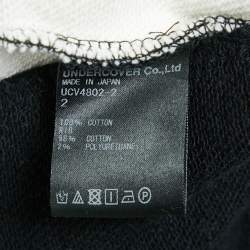 UNDERCOVER Co.,Ltd
MADE IN JAPAN
UCV4802-2
2
100% COTTON
RIB
98% COTTON
2% POLYURETHANE